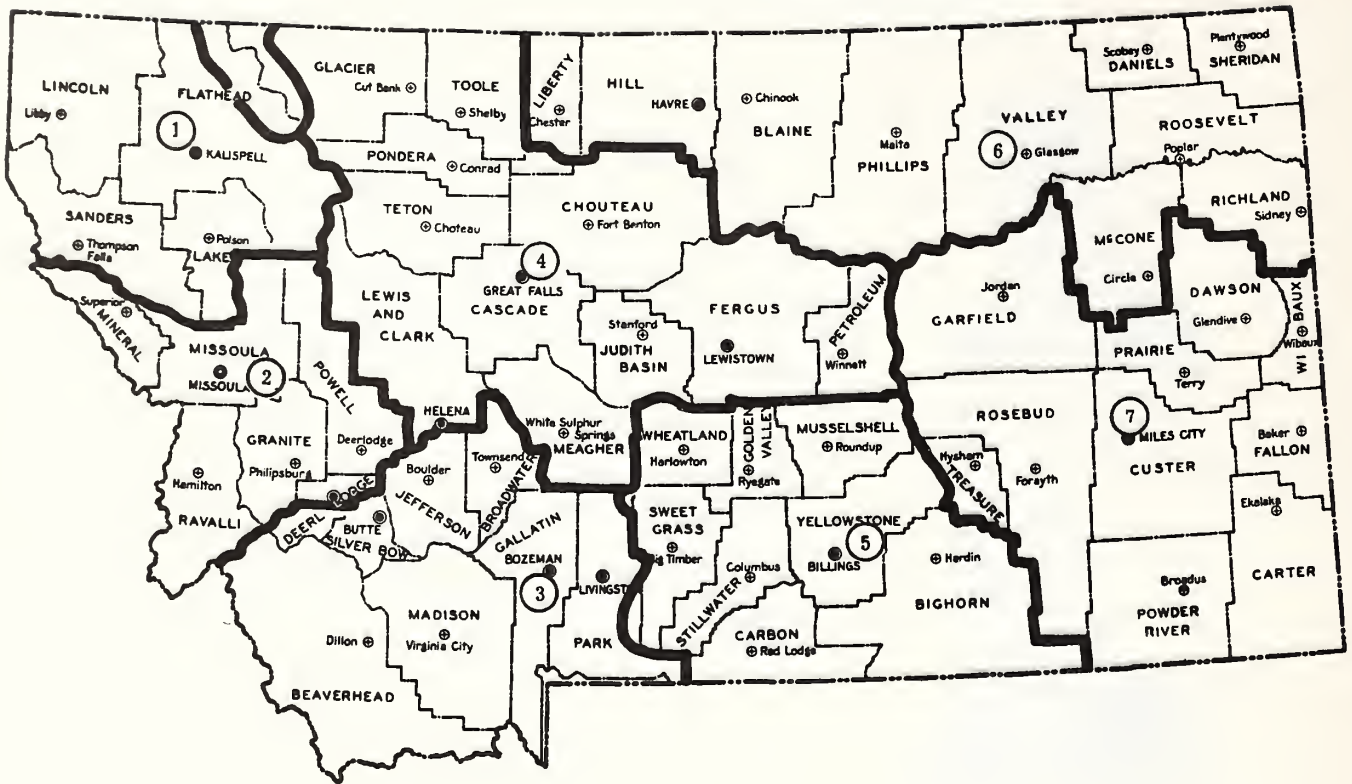 LINCOLN
Libby
FLATHEAD
1
KALISPELL
GLACIER
Cut Bank
TOOLE
Shelby
LIBERTY
Chester
HILL
HAVRE
Chinook
BLAINE
Malta
PHILLIPS
VALLEY
6
Glasgow
Scobey
DANIELS
Plentywood
SHERIDAN
ROOSEVELT
Poplar
RICHLAND
Sidney
PONDERA
Conrad
TETON
Choteau
CHOUTEAU
Fort Benton
SANDERS
Thompson
Falls
Polson
LAKE
4
GREAT FALLS
CASCADE
LEWIS
AND
CLARK
Stanford
JUDITH
BASIN
FERGUS
LEWISTOWN
PETROLEUM
Winnett
Jordan
GARFIELD
McCONE
Circle
DAWSON
Glendive
WIBAUX
Wibaux
PRAIRIE
Terry
Superior
MINERAL
MISSOULA
MISSOULA
2
POWELL
HELENA
GRANITE
Philipsburg
Deerlodge
Hamilton
RAVALLI
DEERLODGE
Boulder
JEFFERSON
Townsend
BROADWATER
White Sulphur
Springs
MEAGHER
WHEATLAND
Harlowton
GOLDEN
VALLEY
Ryegate
MUSSELSHELL
Roundup
ROSEBUD
Hysham
TREASURE
Forsyth
7
MILES CITY
CUSTER
Baker
FALLON
Ekalaka
CARTER
BUTTE
SILVER BOW
GALLATIN
BOZEMAN
3
LIVINGST
PARK
SWEET
GRASS
Big Timber
STILLWATER
Columbus
YELLOWSTONE
5
BILLINGS
Hardin
BIGHORN
Broadus
POWDER
RIVER
CARBON
Red Lodge
MADISON
Virginia City
Dillon
BEAVERHEAD